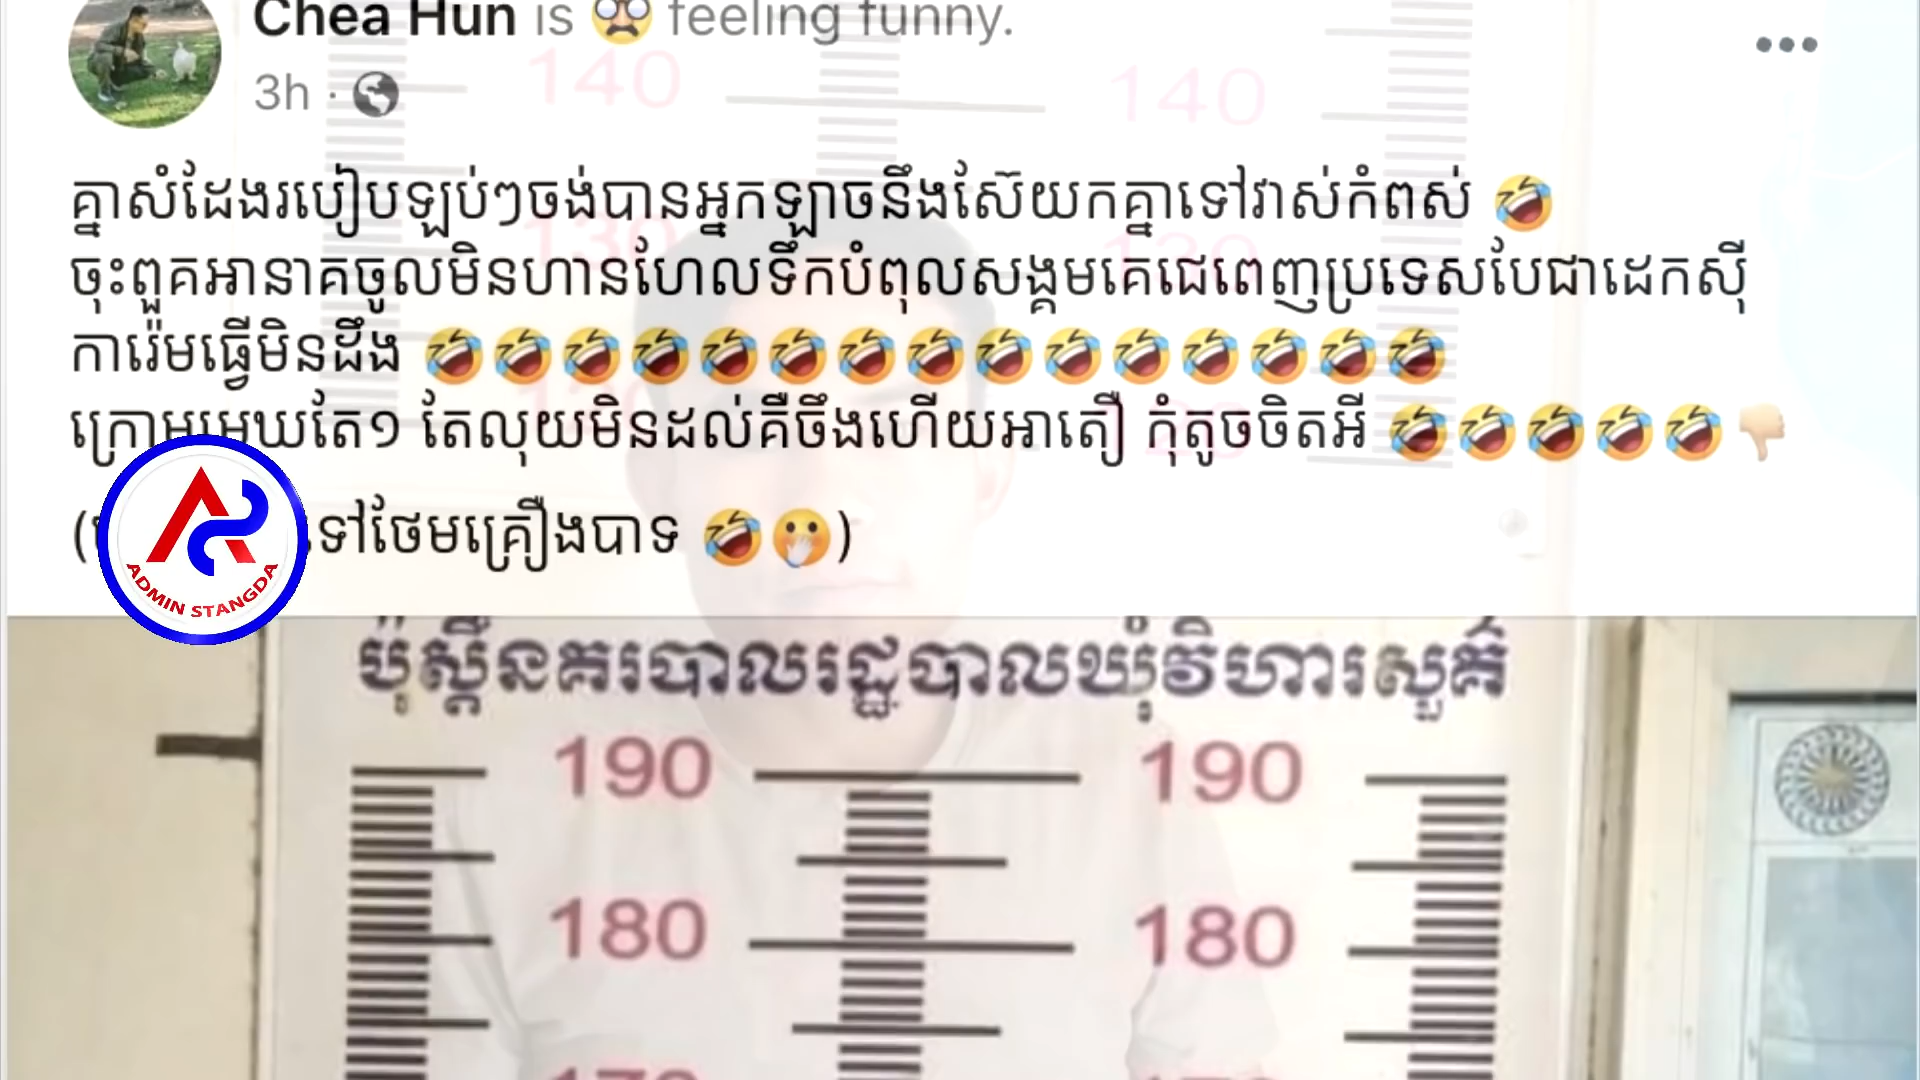 Chea Hun is 🥸 feeling funny.
3h ·
140 140
គ្នាសំដែងរបៀបឡប់ៗចង់បានអ្នកឡាចនឹងស៊ែយកគ្នាទៅវាស់កំពស់ 🤣
130 130
ចុះពួគអានាគចូលមិនហានហែលទឹកបំពុលសង្គមគេជេពេញប្រទេសបែជាដេកស៊ី
ការ៉េមធ្វើមិនដឹង 🤣🤣🤣🤣🤣🤣🤣🤣🤣🤣🤣🤣🤣🤣🤣
ក្រោមមេឃតែ១ តែលុយមិនដល់គឺចឹងហើយអាតឿ កុំតូចចិតអី 🤣🤣🤣🤣🤣👎🏼
ទៅថែមគ្រឿងបាទ 🤣🫢)
ADMIN STANGDA
ប៉ុស្តិ៍នគរបាលរដ្ឋបាលឃុំវិហារសួគ៌
190 190
180 180